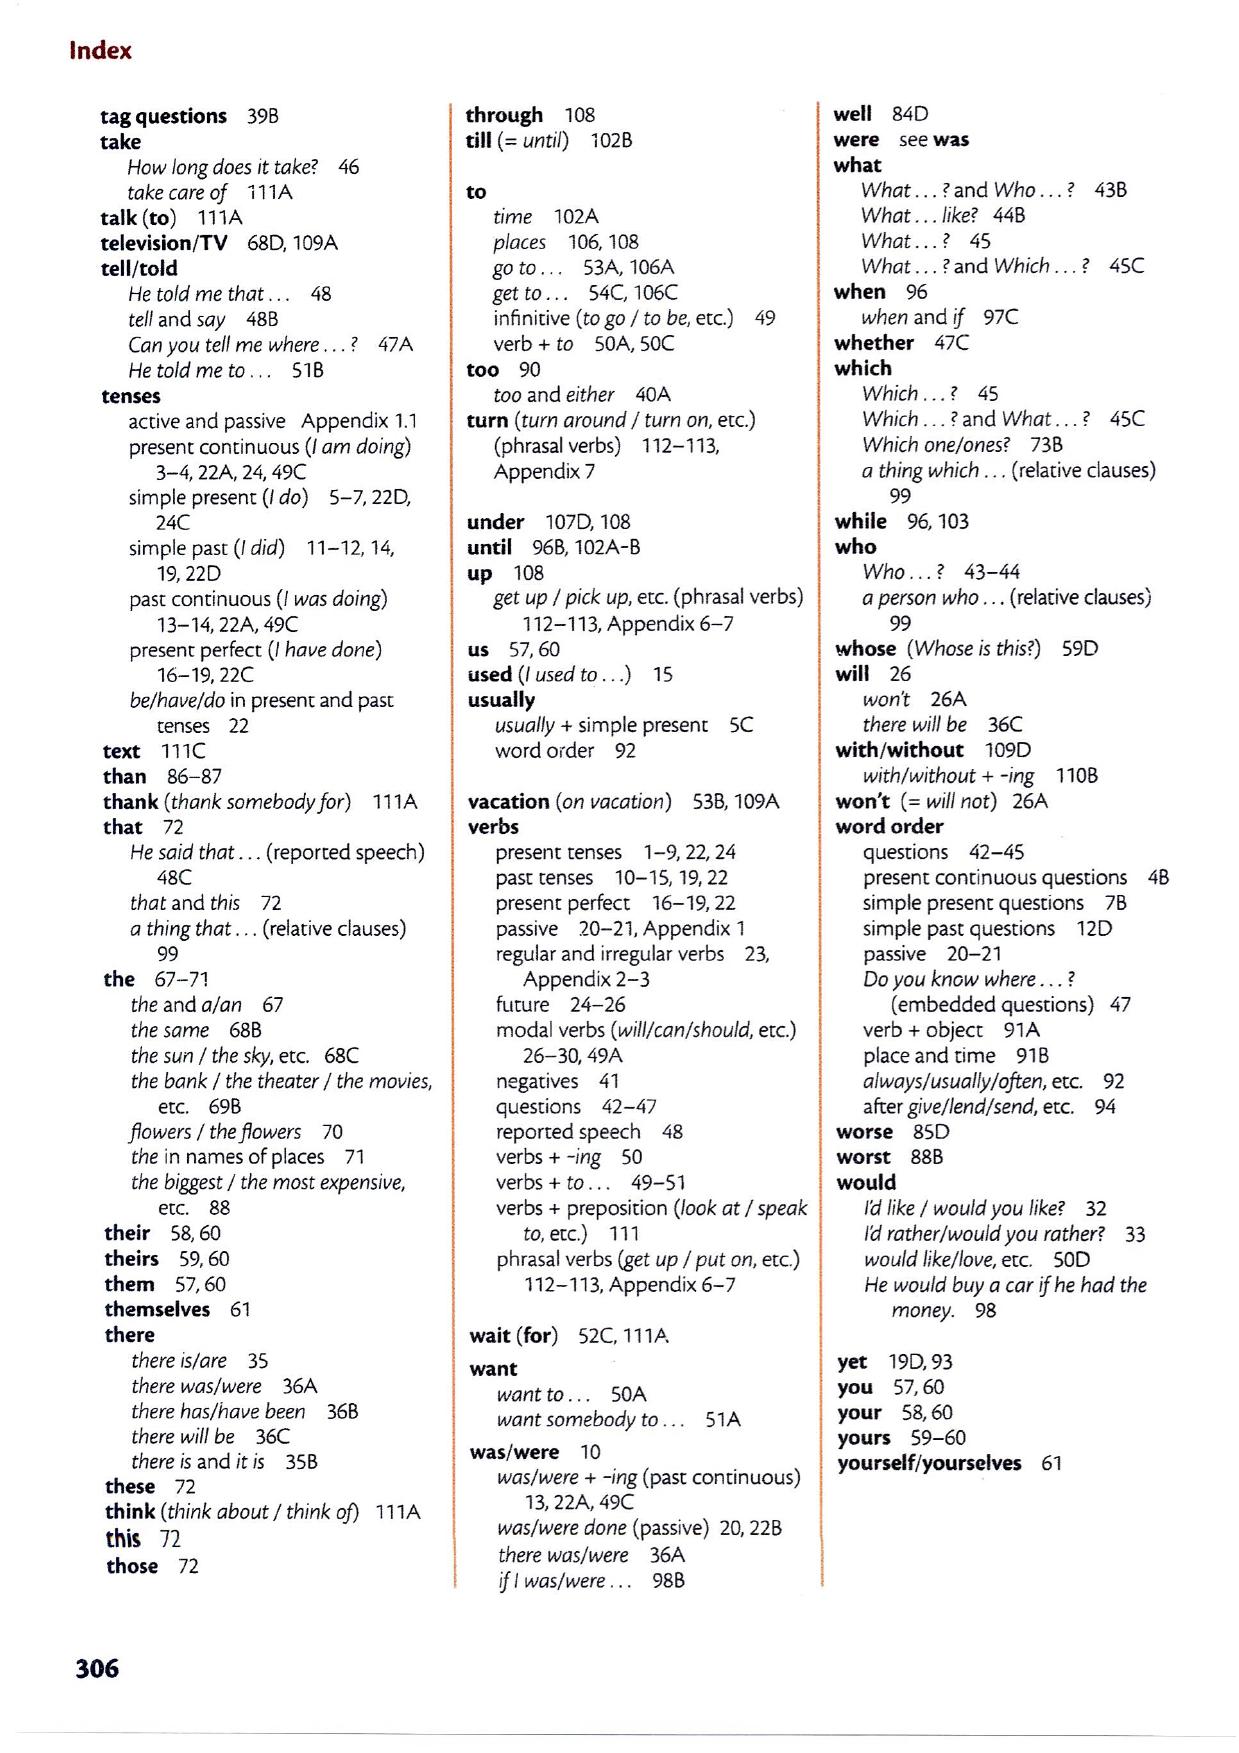 Index
tag questions 39B
take
How long does it take? 46
take care of 111A
talk (to) 111A
television/TV 68D, 109A
tell/told
He told me that . . . 48
tell and say 48B
Can you tell me where . . . ? 47A
He told me to . . . 51B
tenses
active and passive Appendix 1.1
present continuous (I am doing)
3–4, 22A, 24, 49C
simple present (I do) 5–7, 22D,
24C
simple past (I did) 11–12, 14,
19, 22D
past continuous (I was doing)
13–14, 22A, 49C
present perfect (I have done)
16–19, 22C
be/have/do in present and past
tenses 22
text 111C
than 86–87
thank (thank somebody for) 111A
that 72
He said that . . . (reported speech)
48C
that and this 72
a thing that . . . (relative clauses)
99
the 67–71
the and a/an 67
the same 68B
the sun / the sky, etc. 68C
the bank / the theater / the movies,
etc. 69B
flowers / the flowers 70
the in names of places 71
the biggest / the most expensive,
etc. 88
their 58, 60
theirs 59, 60
them 57, 60
themselves 61
there
there is/are 35
there was/were 36A
there has/have been 36B
there will be 36C
there is and it is 35B
these 72
think (think about / think of) 111A
this 72
those 72
through 108
till (= until) 102B
to
time 102A
places 106, 108
go to . . . 53A, 106A
get to . . . 54C, 106C
infinitive (to go / to be, etc.) 49
verb + to 50A, 50C
too 90
too and either 40A
turn (turn around / turn on, etc.)
(phrasal verbs) 112–113,
Appendix 7
under 107D, 108
until 96B, 102A-B
up 108
get up / pick up, etc. (phrasal verbs)
112–113, Appendix 6–7
us 57, 60
used (I used to . . .) 15
usually
usually + simple present 5C
word order 92
vacation (on vacation) 53B, 109A
verbs
present tenses 1–9, 22, 24
past tenses 10–15, 19, 22
present perfect 16–19, 22
passive 20–21, Appendix 1
regular and irregular verbs 23,
Appendix 2–3
future 24–26
modal verbs (will/can/should, etc.)
26–30, 49A
negatives 41
questions 42–47
reported speech 48
verbs + -ing 50
verbs + to . . . 49–51
verbs + preposition (look at / speak
to, etc.) 111
phrasal verbs (get up / put on, etc.)
112–113, Appendix 6–7
wait (for) 52C, 111A
want
want to . . . 50A
want somebody to . . . 51A
was/were 10
was/were + -ing (past continuous)
13, 22A, 49C
was/were done (passive) 20, 22B
there was/were 36A
if I was/were . . . 98B
well 84D
were see was
what
What . . . ? and Who . . . ? 43B
What . . . like? 44B
What . . . ? 45
What . . . ? and Which . . . ? 45C
when 96
when and if 97C
whether 47C
which
Which . . . ? 45
Which . . . ? and What . . . ? 45C
Which one/ones? 73B
a thing which . . . (relative clauses)
99
while 96, 103
who
Who . . . ? 43–44
a person who . . . (relative clauses)
99
whose (Whose is this?) 59D
will 26
won't 26A
there will be 36C
with/without 109D
with/without + -ing 110B
won't (= will not) 26A
word order
questions 42–45
present continuous questions 4B
simple present questions 7B
simple past questions 12D
passive 20–21
Do you know where . . . ?
(embedded questions) 47
verb + object 91A
place and time 91B
always/usually/often, etc. 92
after give/lend/send, etc. 94
worse 85D
worst 88B
would
I'd like / would you like? 32
I'd rather/would you rather? 33
would like/love, etc. 50D
He would buy a car if he had the
money. 98
yet 19D, 93
you 57, 60
your 58, 60
yours 59–60
yourself/yourselves 61
306